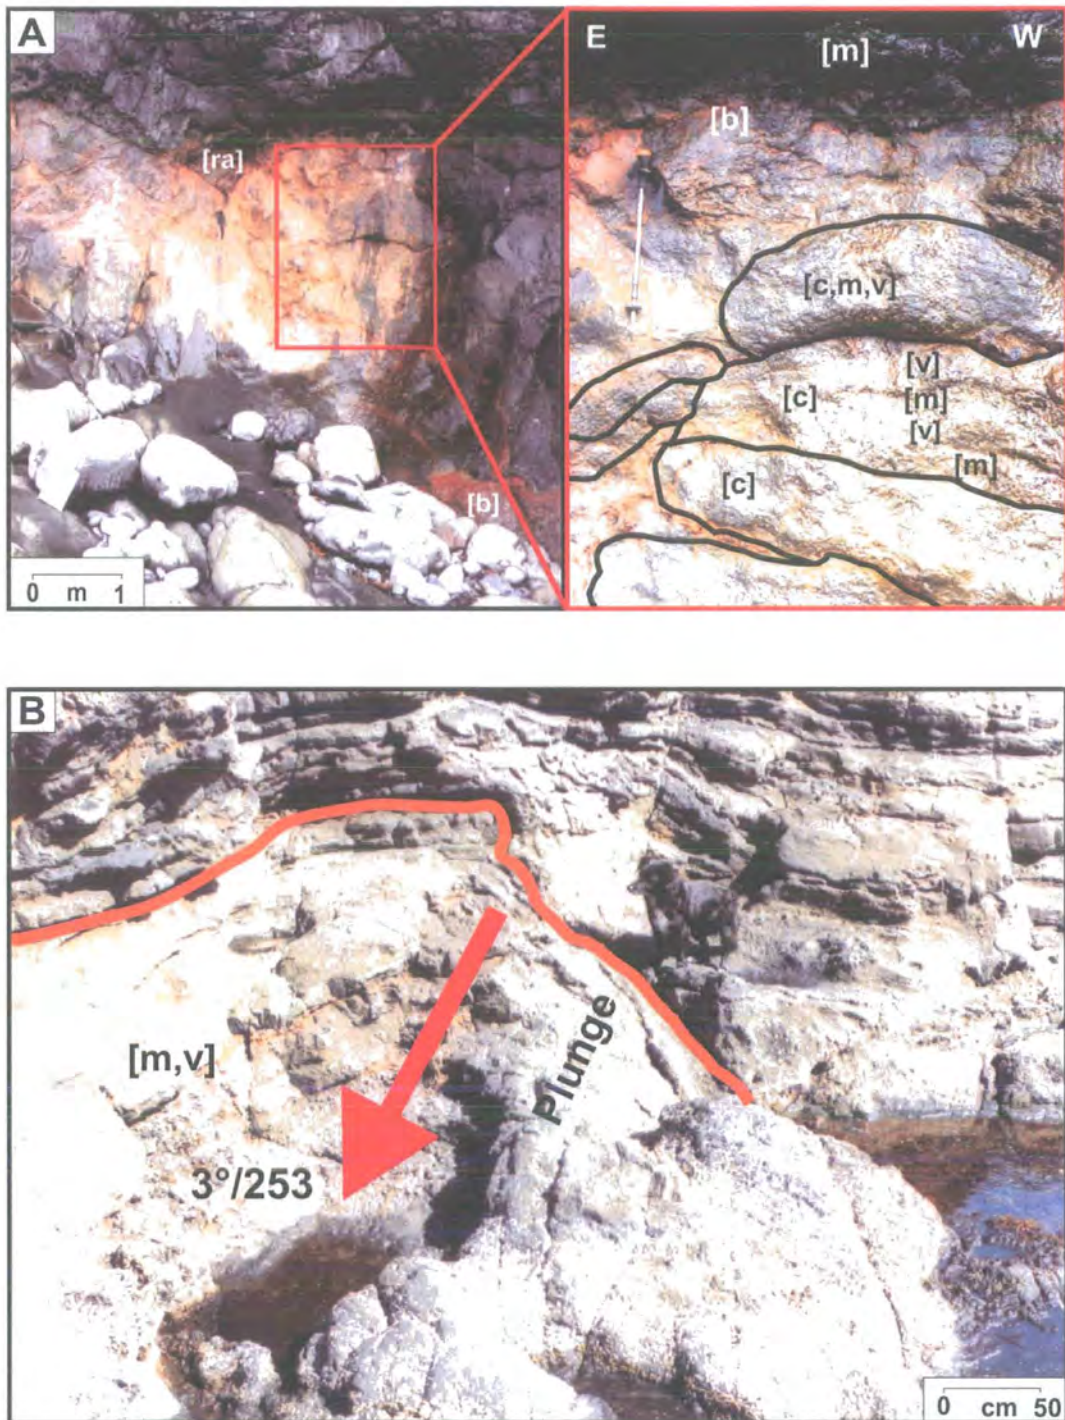 A
[ra]
[b]
0 m 1
E W
[m]
[b]
[c,m,v]
[v]
[c] [m]
[v]
[m]
[c]
B
[m,v]
Plunge
3°/253
0 cm 50